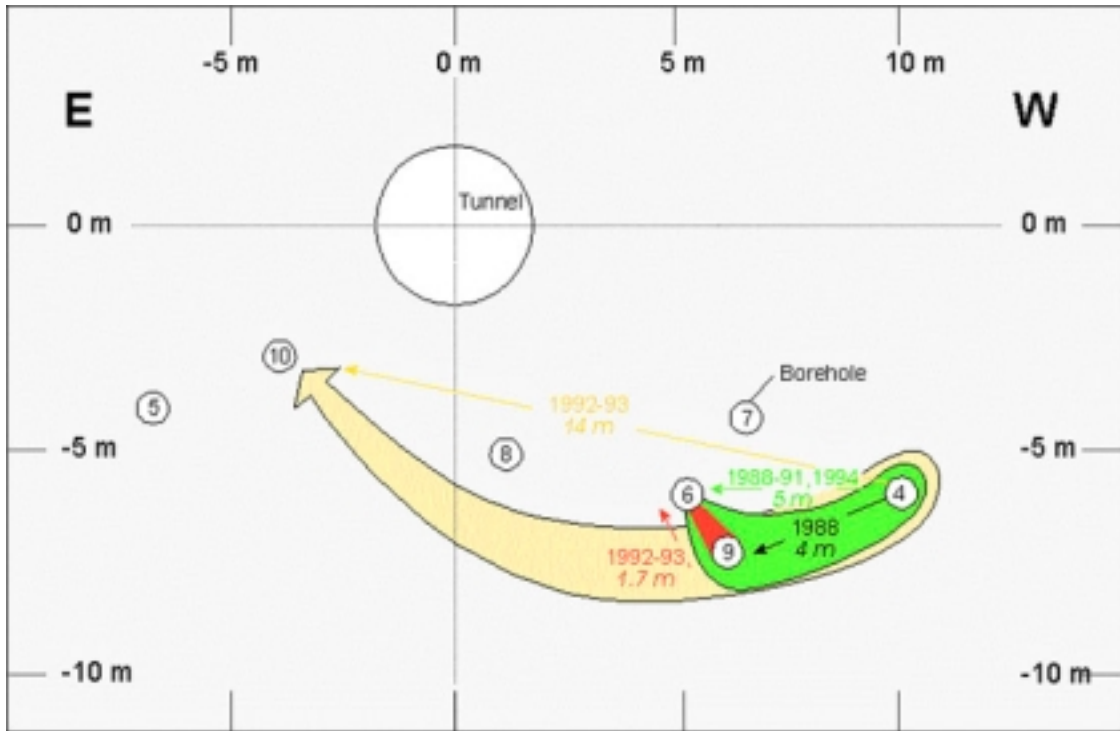 -5 m 0 m 5 m 10 m
E W
Tunnel
0 m 0 m
10
Borehole
5
1992-93
14 m
7
-5 m -5 m
8
1988-91,1994
5 m
6
4
1988
4 m
9
1992-93,
1.7 m
-10 m -10 m